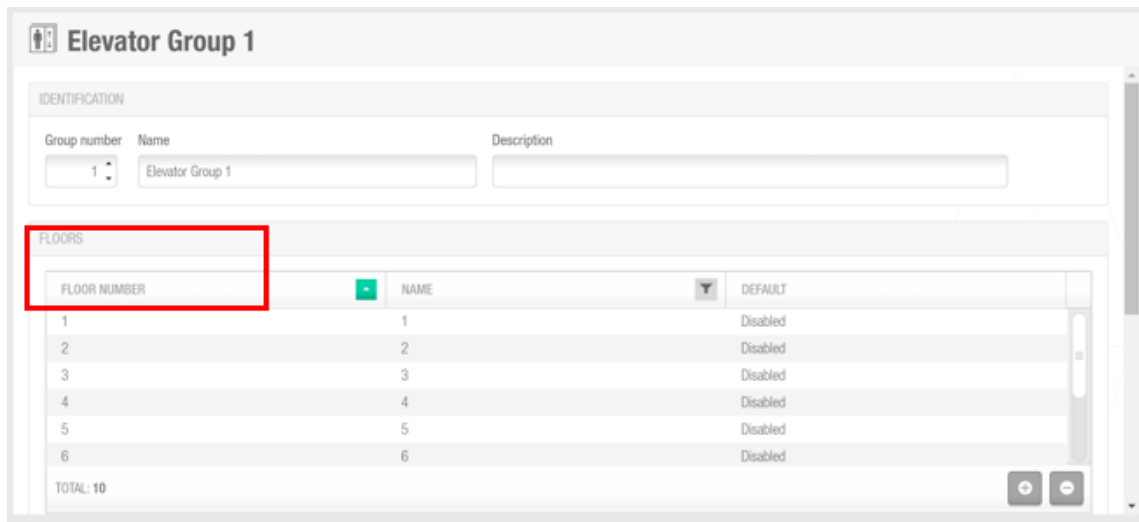 Elevator Group 1
IDENTIFICATION
Group number Name Description
1 Elevator Group 1
FLOORS
FLOOR NUMBER NAME DEFAULT
1 1 Disabled
2 2 Disabled
3 3 Disabled
4 4 Disabled
5 5 Disabled
6 6 Disabled
TOTAL: 10